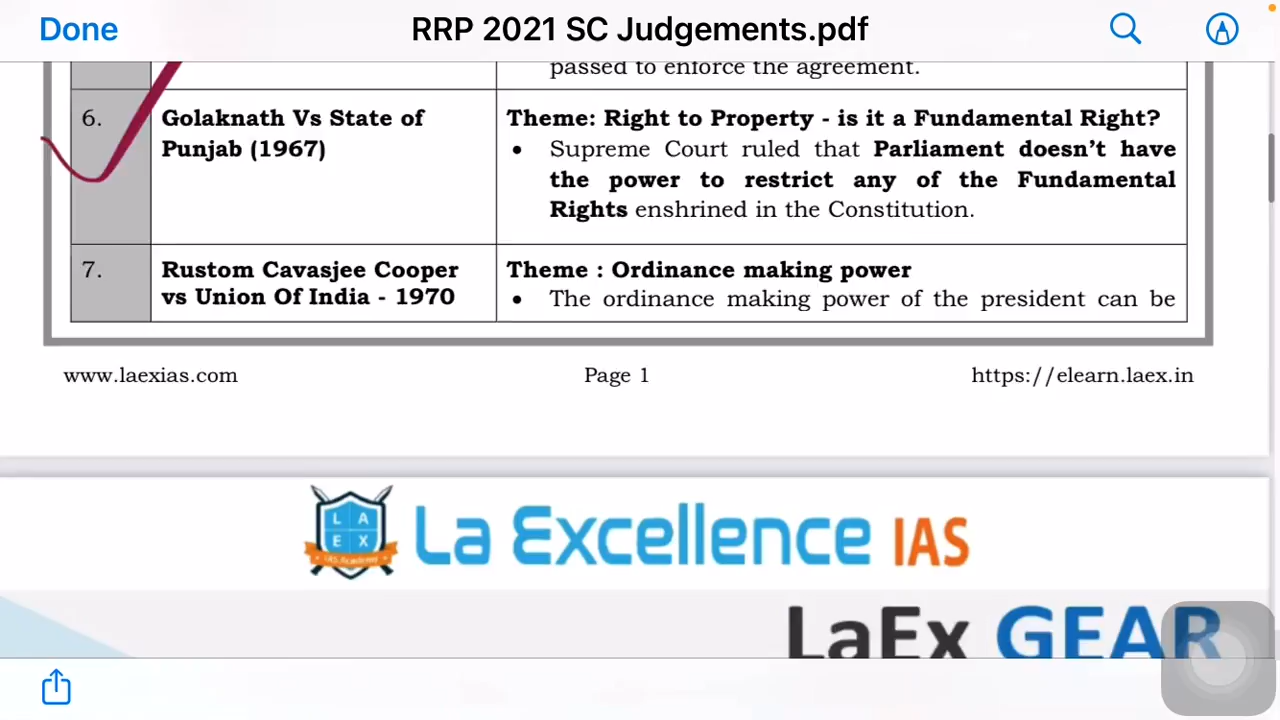 Done
RRP 2021 SC Judgements.pdf
passed to enforce the agreement.
6.
Golaknath Vs State of
Punjab (1967)
Theme: Right to Property - is it a Fundamental Right?
• Supreme Court ruled that Parliament doesn’t have
the power to restrict any of the Fundamental
Rights enshrined in the Constitution.
7.
Rustom Cavasjee Cooper
vs Union Of India - 1970
Theme : Ordinance making power
• The ordinance making power of the president can be
www.laexias.com
Page 1
https://elearn.laex.in
L A
E X
IAS Academy
La Excellence IAS
LaEx GEAR